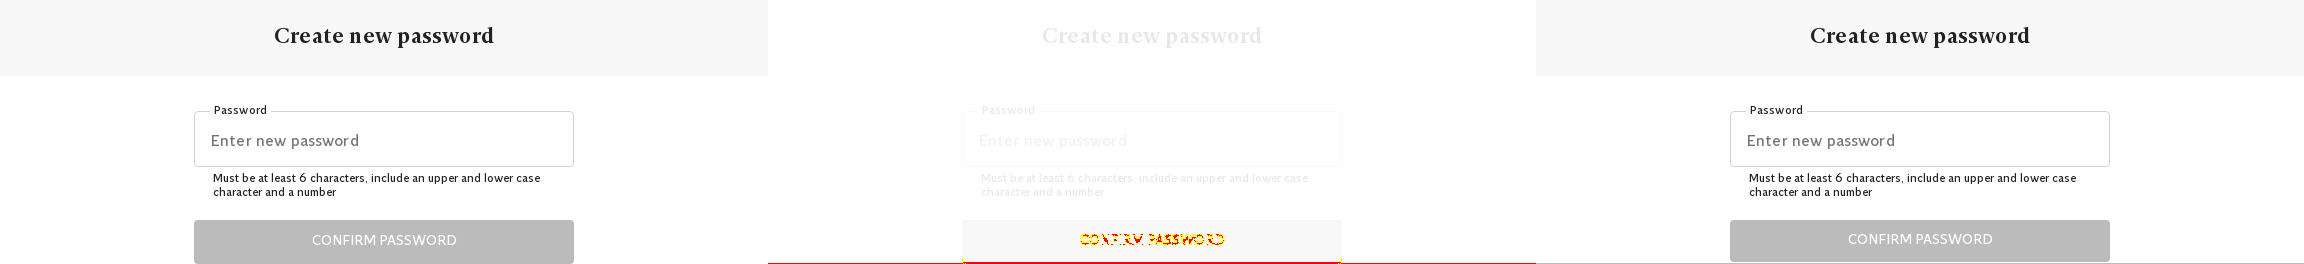 Create new password
Password
Enter new password
Must be at least 6 characters, include an upper and lower case
character and a number
CONFIRM PASSWORD
Create new password
Password
Enter new password
Must be at least 6 characters, include an upper and lower case
character and a number
CONFIRM PASSWORD
Create new password
Password
Enter new password
Must be at least 6 characters, include an upper and lower case
character and a number
CONFIRM PASSWORD